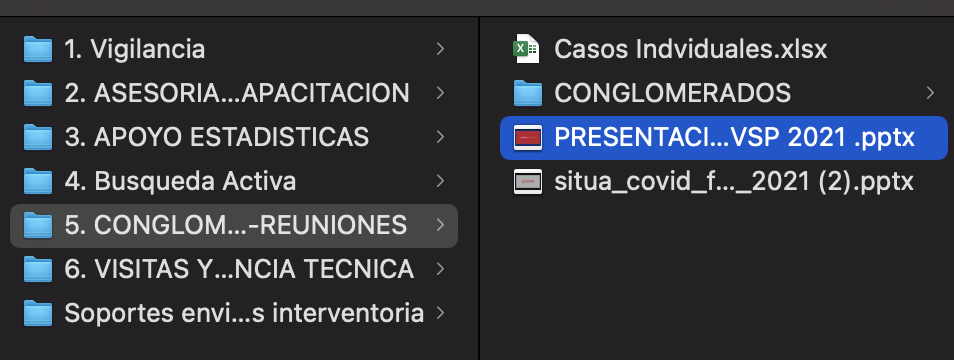 1. Vigilancia
2. ASESORIA...APACITACION
3. APOYO ESTADISTICAS
4. Busqueda Activa
5. CONGLOM...-REUNIONES
6. VISITAS Y...NCIA TECNICA
Soportes envi...s interventoria
Casos Indviduales.xlsx
CONGLOMERADOS
PRESENTACI...VSP 2021 .pptx
situa_covid_f..._2021 (2).pptx